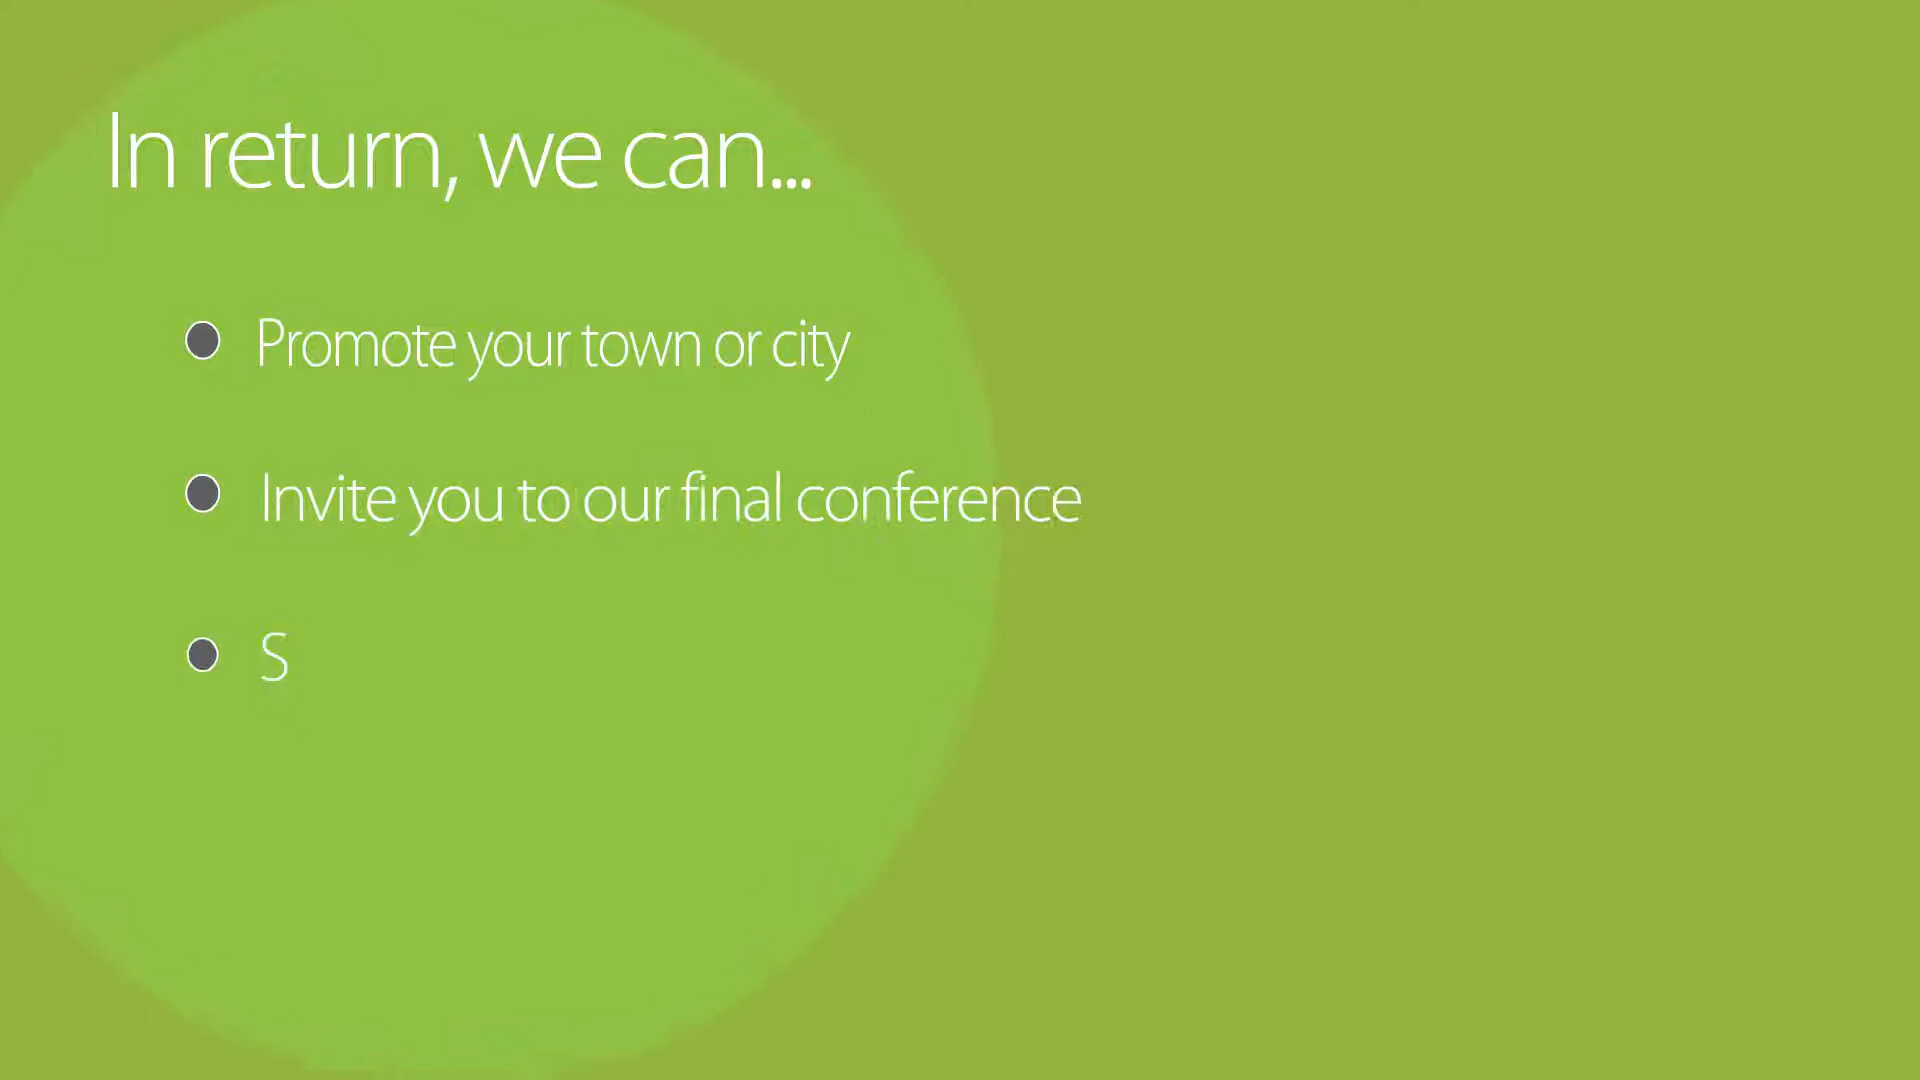 In return, we can...
Promote your town or city
Invite you to our final conference
S